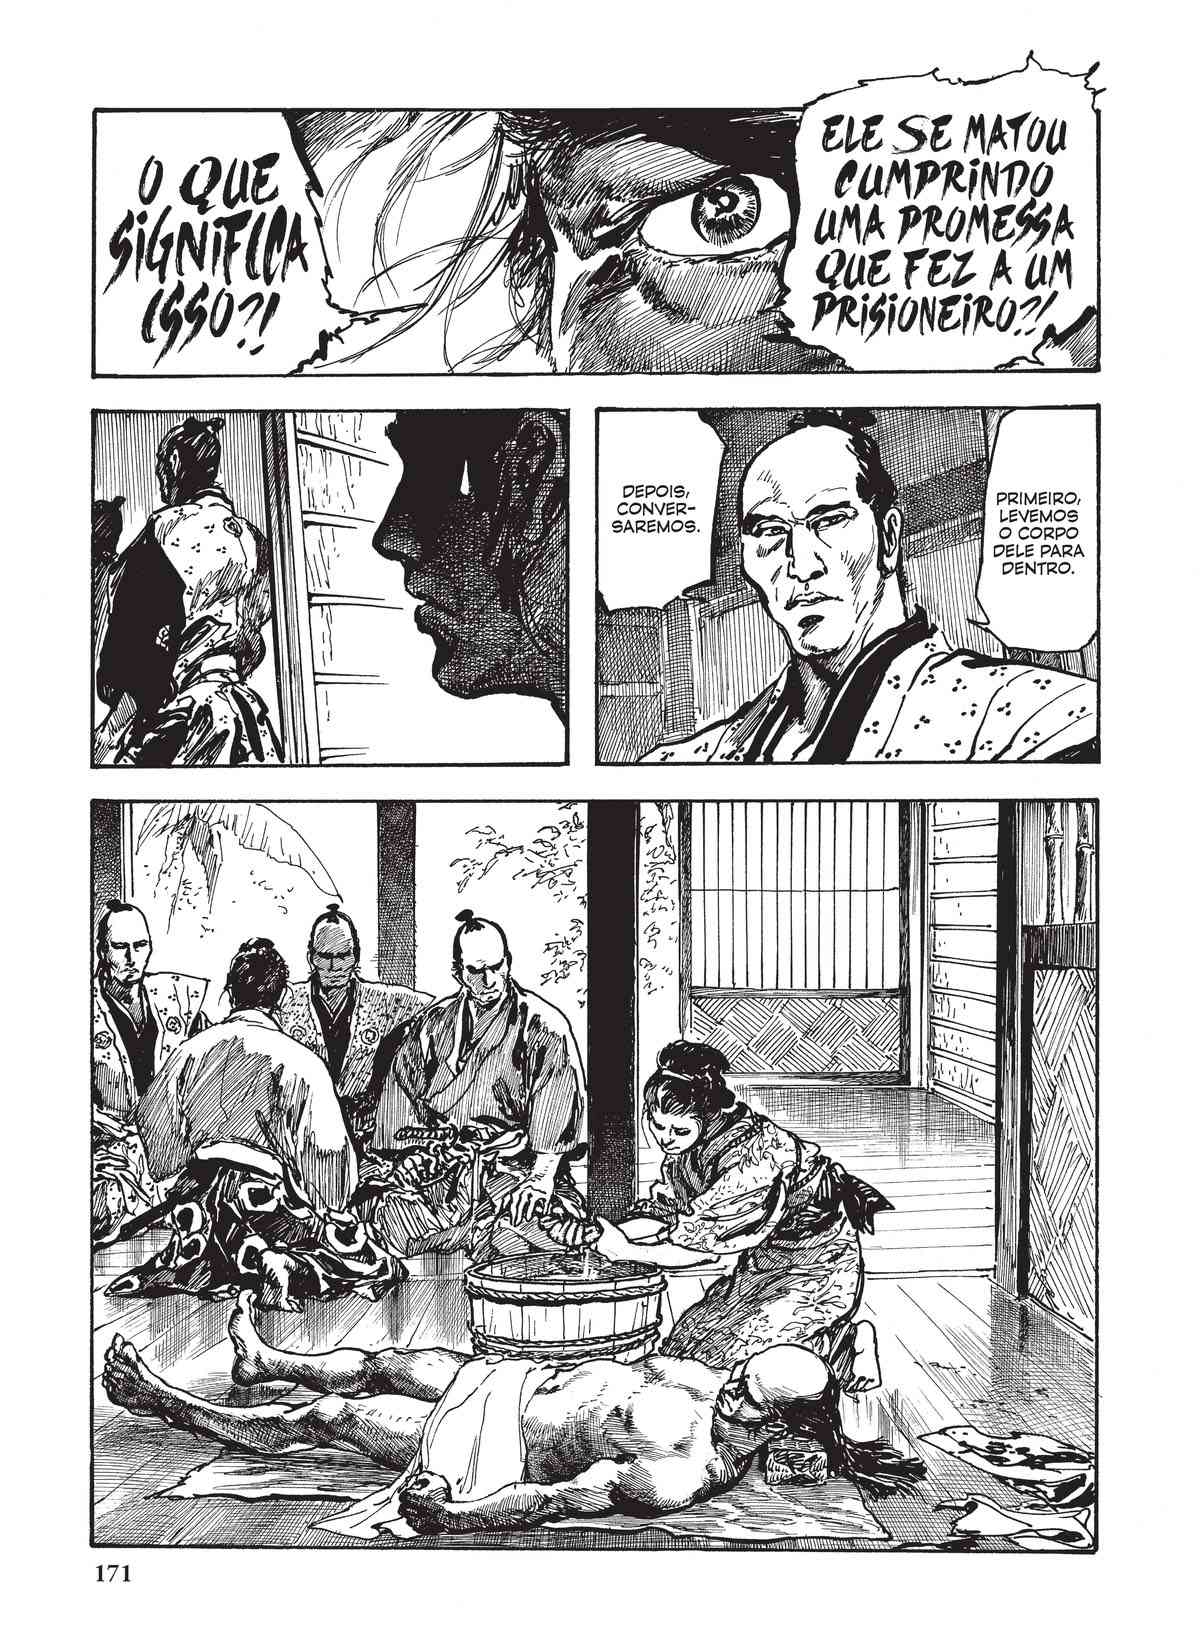 ELE SE MATOU
CUMPRINDO
UMA PROMESSA
QUE FEZ A UM
PRISIONEIRO?!
O QUE
SIGNIFICA
ISSO?!
PRIMEIRO,
LEVEMOS
O CORPO
DELE PARA
DENTRO.
DEPOIS,
CONVER-
SAREMOS.
171